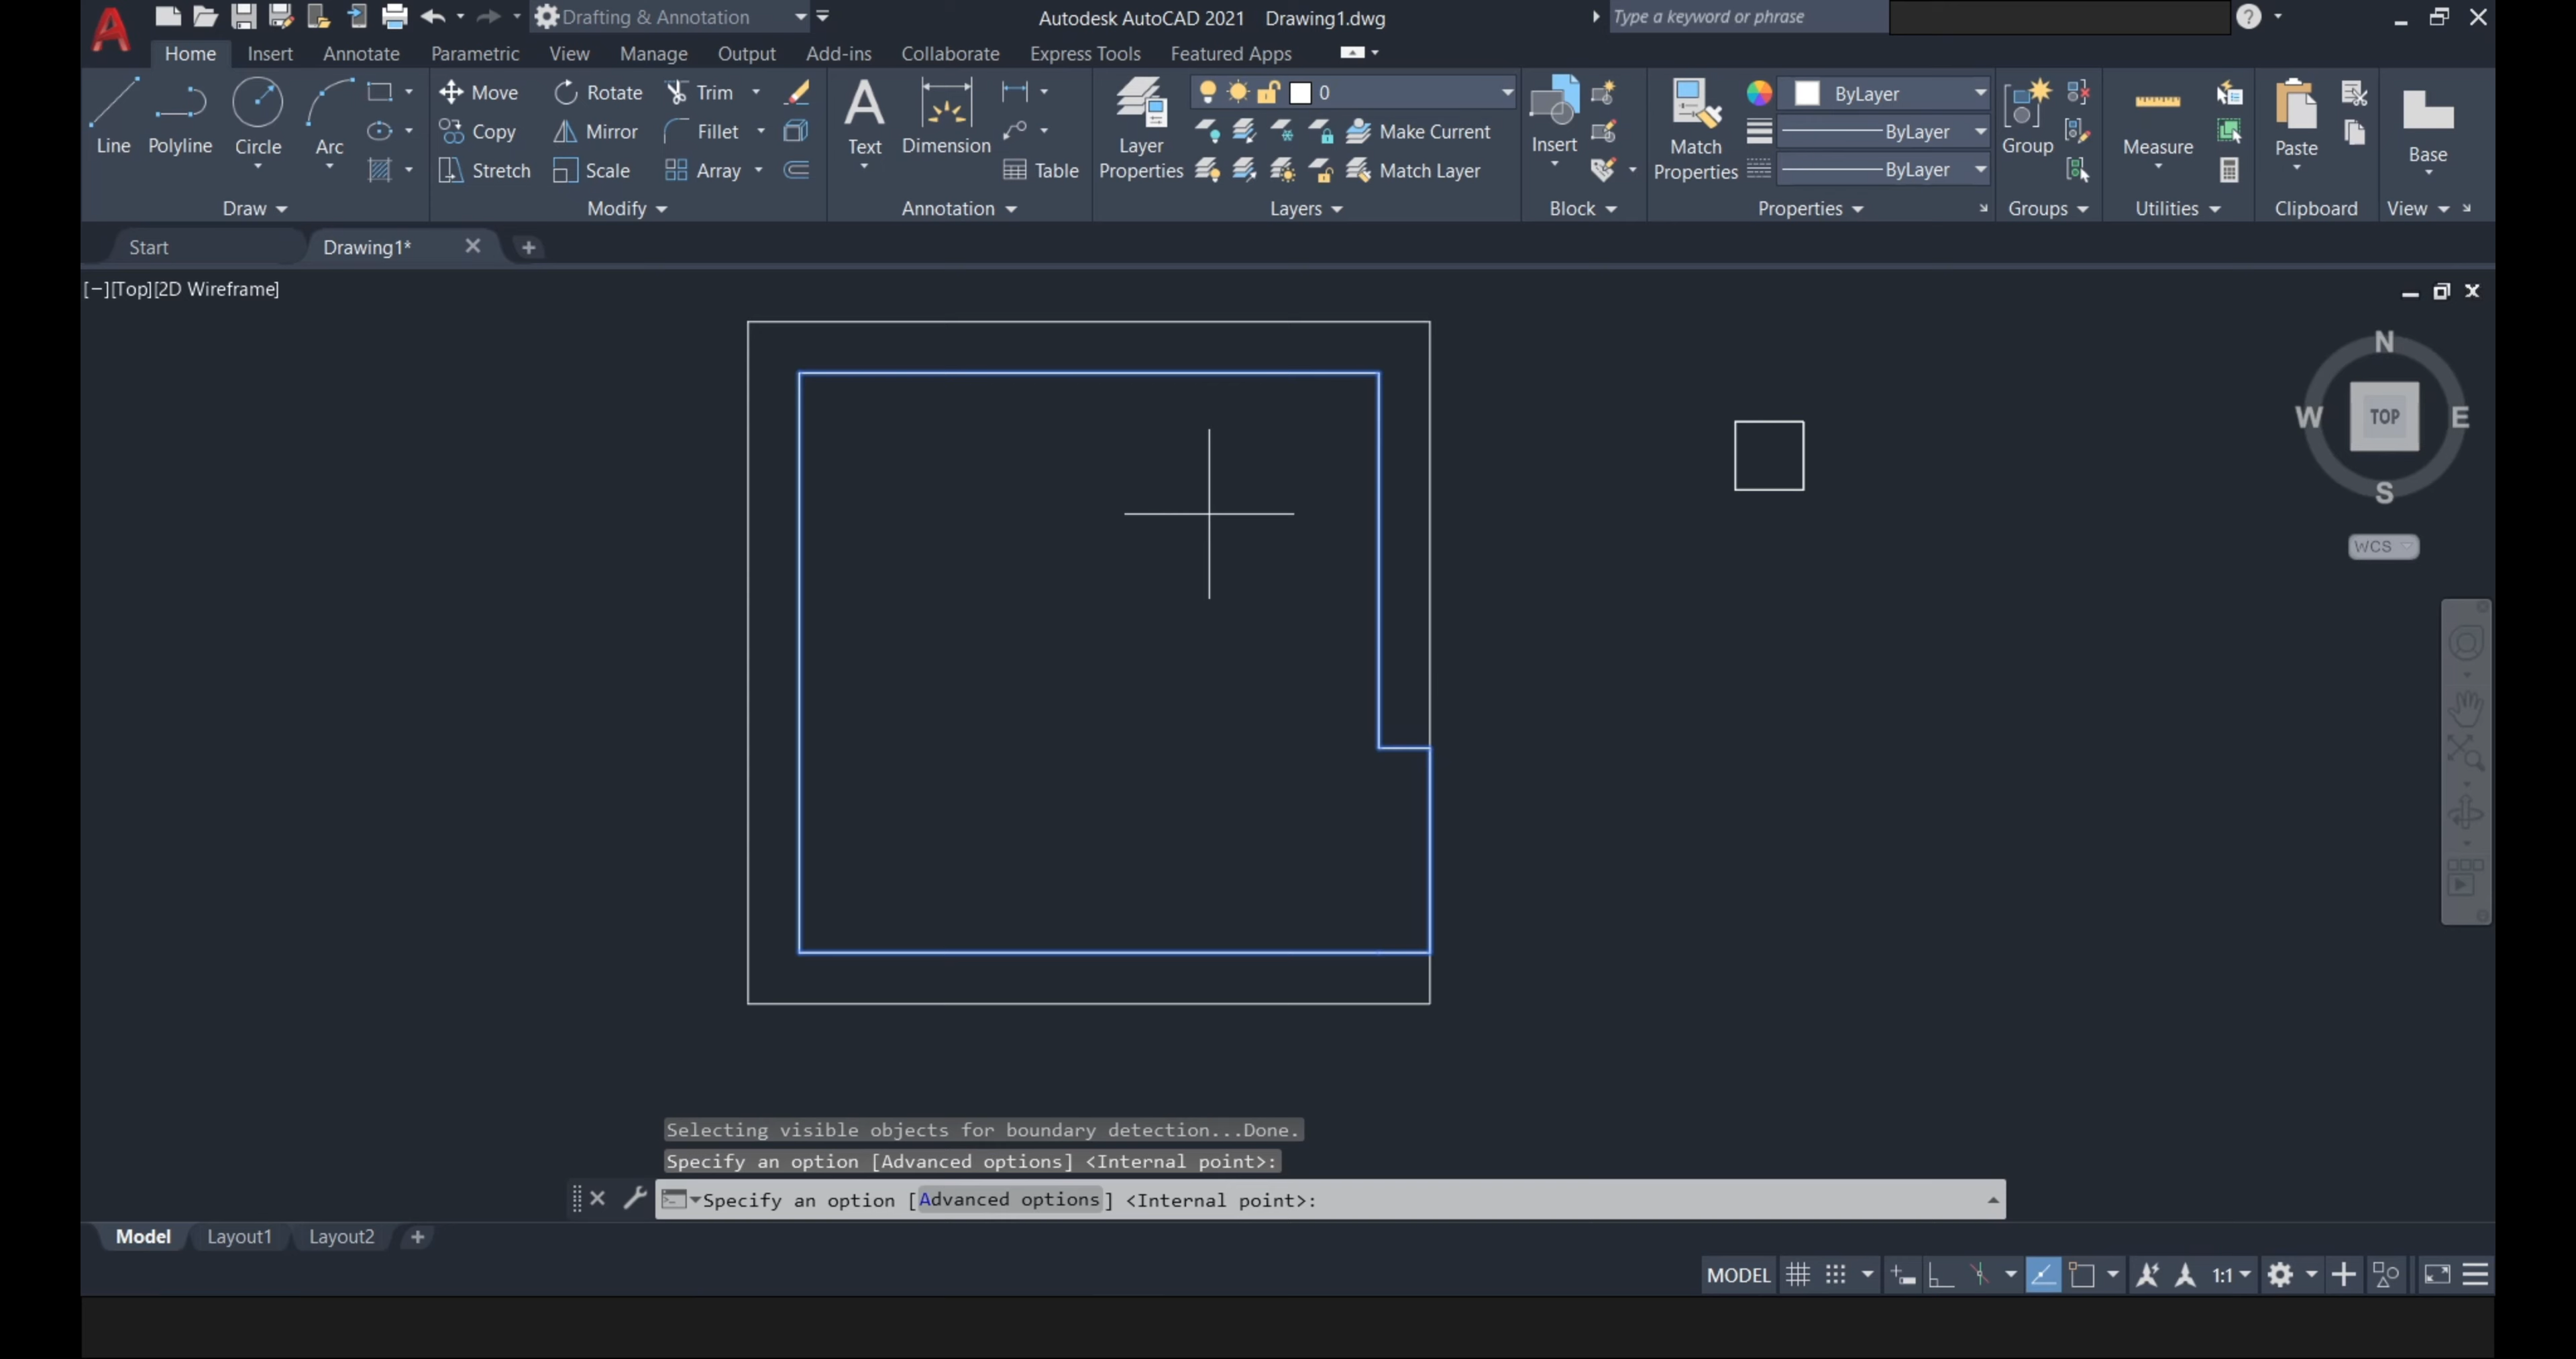 Drafting & Annotation
Autodesk AutoCAD 2021 Drawing1.dwg
Type a keyword or phrase
?
Home Insert Annotate Parametric View Manage Output Add-ins Collaborate Express Tools Featured Apps
Line Polyline Circle Arc
Move Rotate Trim
Copy Mirror Fillet
Stretch Scale Array
Text Dimension
Table
Layer Properties
0
Make Current
Match Layer
Insert
Match Properties
ByLayer
ByLayer
ByLayer
Group
Measure
Paste
Base
Draw Modify Annotation Layers Block Properties Groups Utilities Clipboard View
Start Drawing1*
[−][Top][2D Wireframe]
N
W TOP E
S
WCS
Selecting visible objects for boundary detection...Done.
Specify an option [Advanced options] <Internal point>:
Specify an option [Advanced options] <Internal point>:
Model Layout1 Layout2
MODEL 1:1